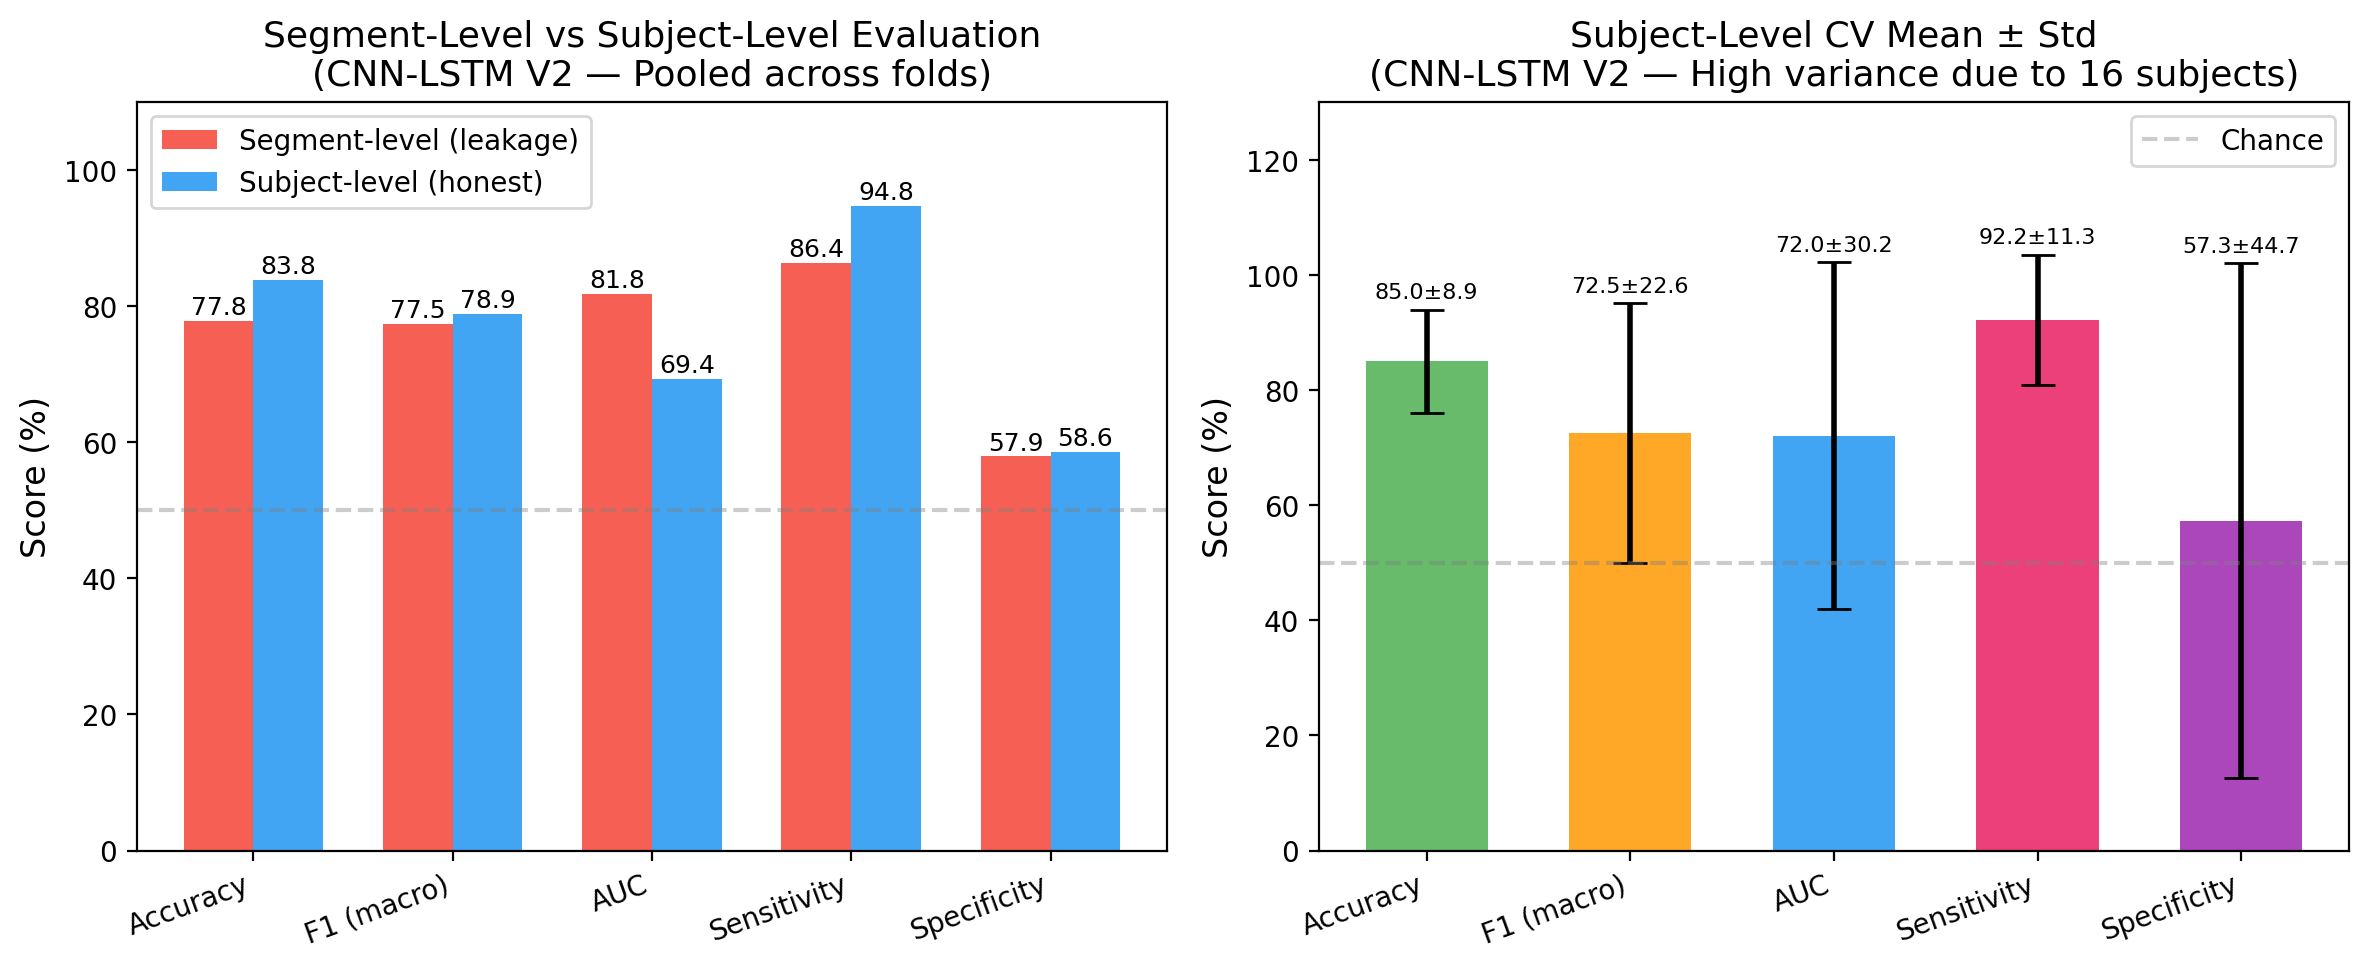 Segment-Level vs Subject-Level Evaluation
(CNN-LSTM V2 — Pooled across folds)
Segment-level (leakage)
Subject-level (honest)
Score (%)
100
80
60
40
20
0
77.8
83.8
77.5
78.9
81.8
69.4
86.4
94.8
57.9
58.6
Accuracy
F1 (macro)
AUC
Sensitivity
Specificity
Subject-Level CV Mean ± Std
(CNN-LSTM V2 — High variance due to 16 subjects)
Chance
Score (%)
120
100
80
60
40
20
0
85.0±8.9
72.5±22.6
72.0±30.2
92.2±11.3
57.3±44.7
Accuracy
F1 (macro)
AUC
Sensitivity
Specificity